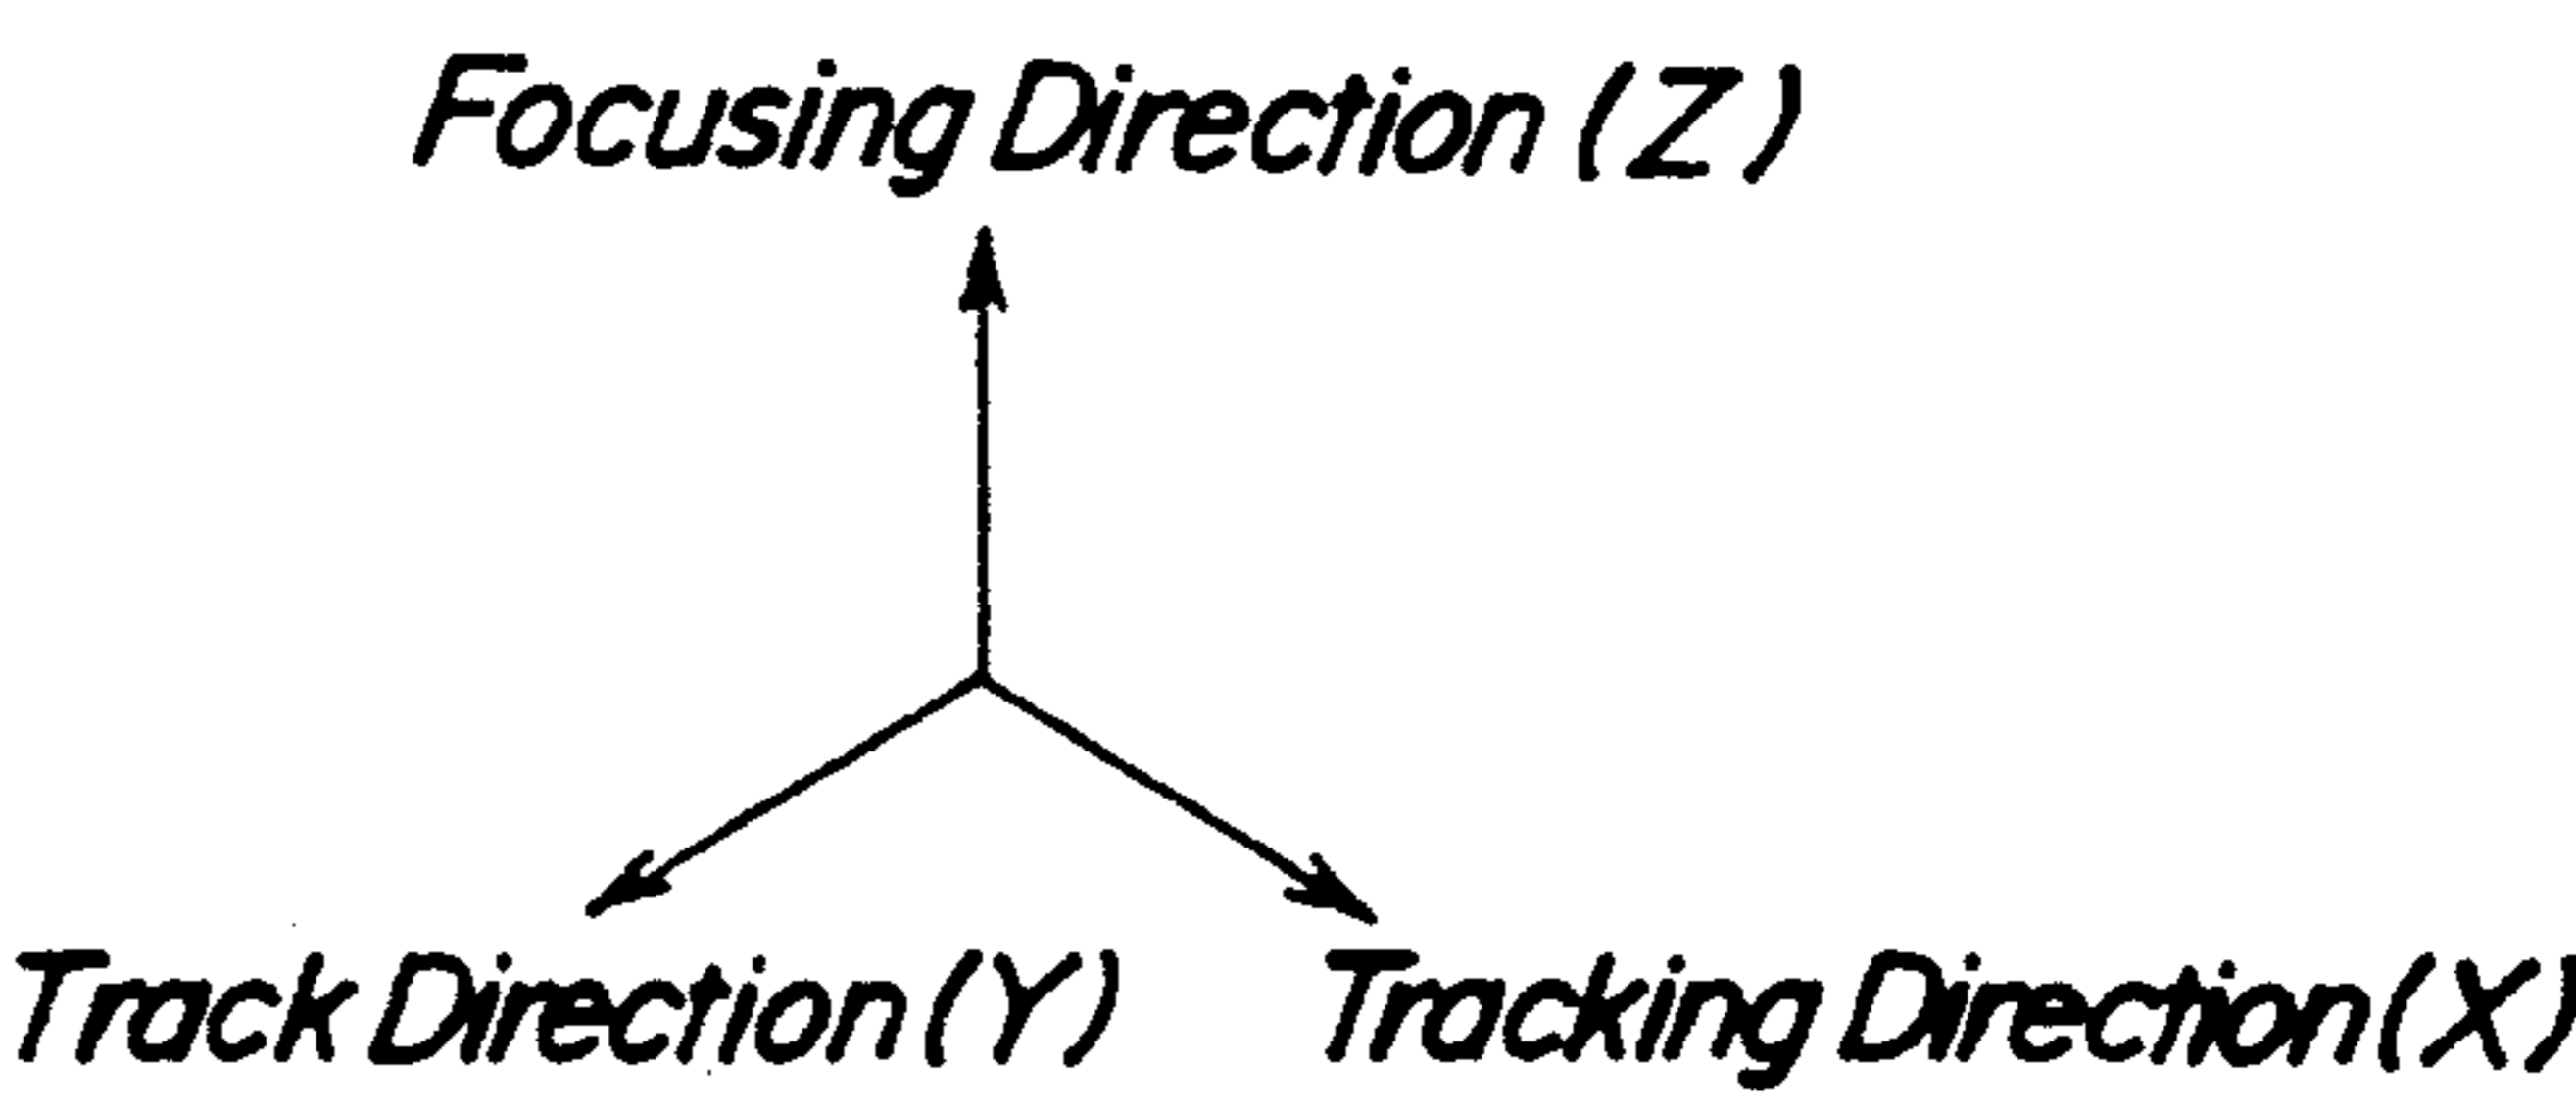 Focusing Direction (Z)
Track Direction (Y)
Tracking Direction (X)